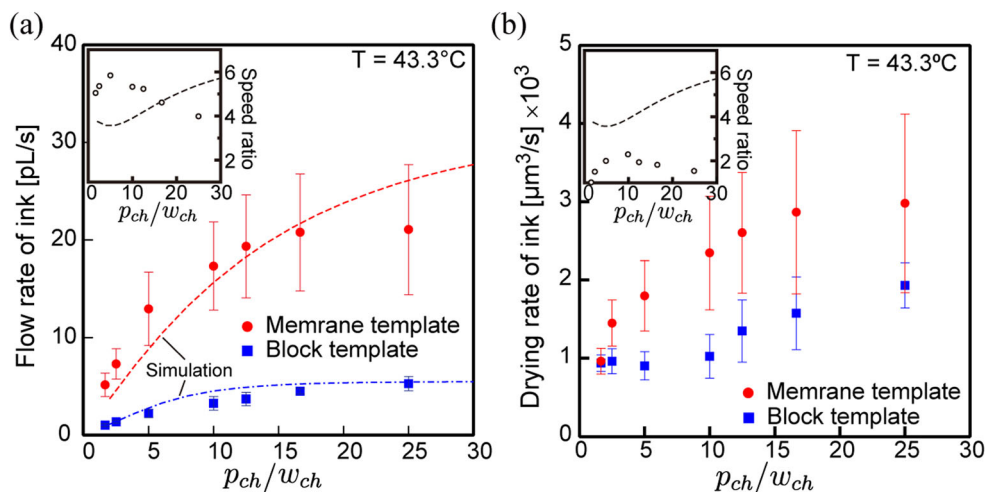 (a)
Flow rate of ink [pL/s]
40
30
20
10
0
T = 43.3°C
6
4
2
Speed ratio
0 10 20 30
p_ch/w_ch
Memrane template
Block template
Simulation
0 5 10 15 20 25 30
p_ch/w_ch
(b)
Drying rate of ink [μm³/s] ×10³
5
4
3
2
1
0
T = 43.3ºC
6
4
2
Speed ratio
0 10 20 30
p_ch/w_ch
Memrane template
Block template
0 5 10 15 20 25 30
p_ch/w_ch